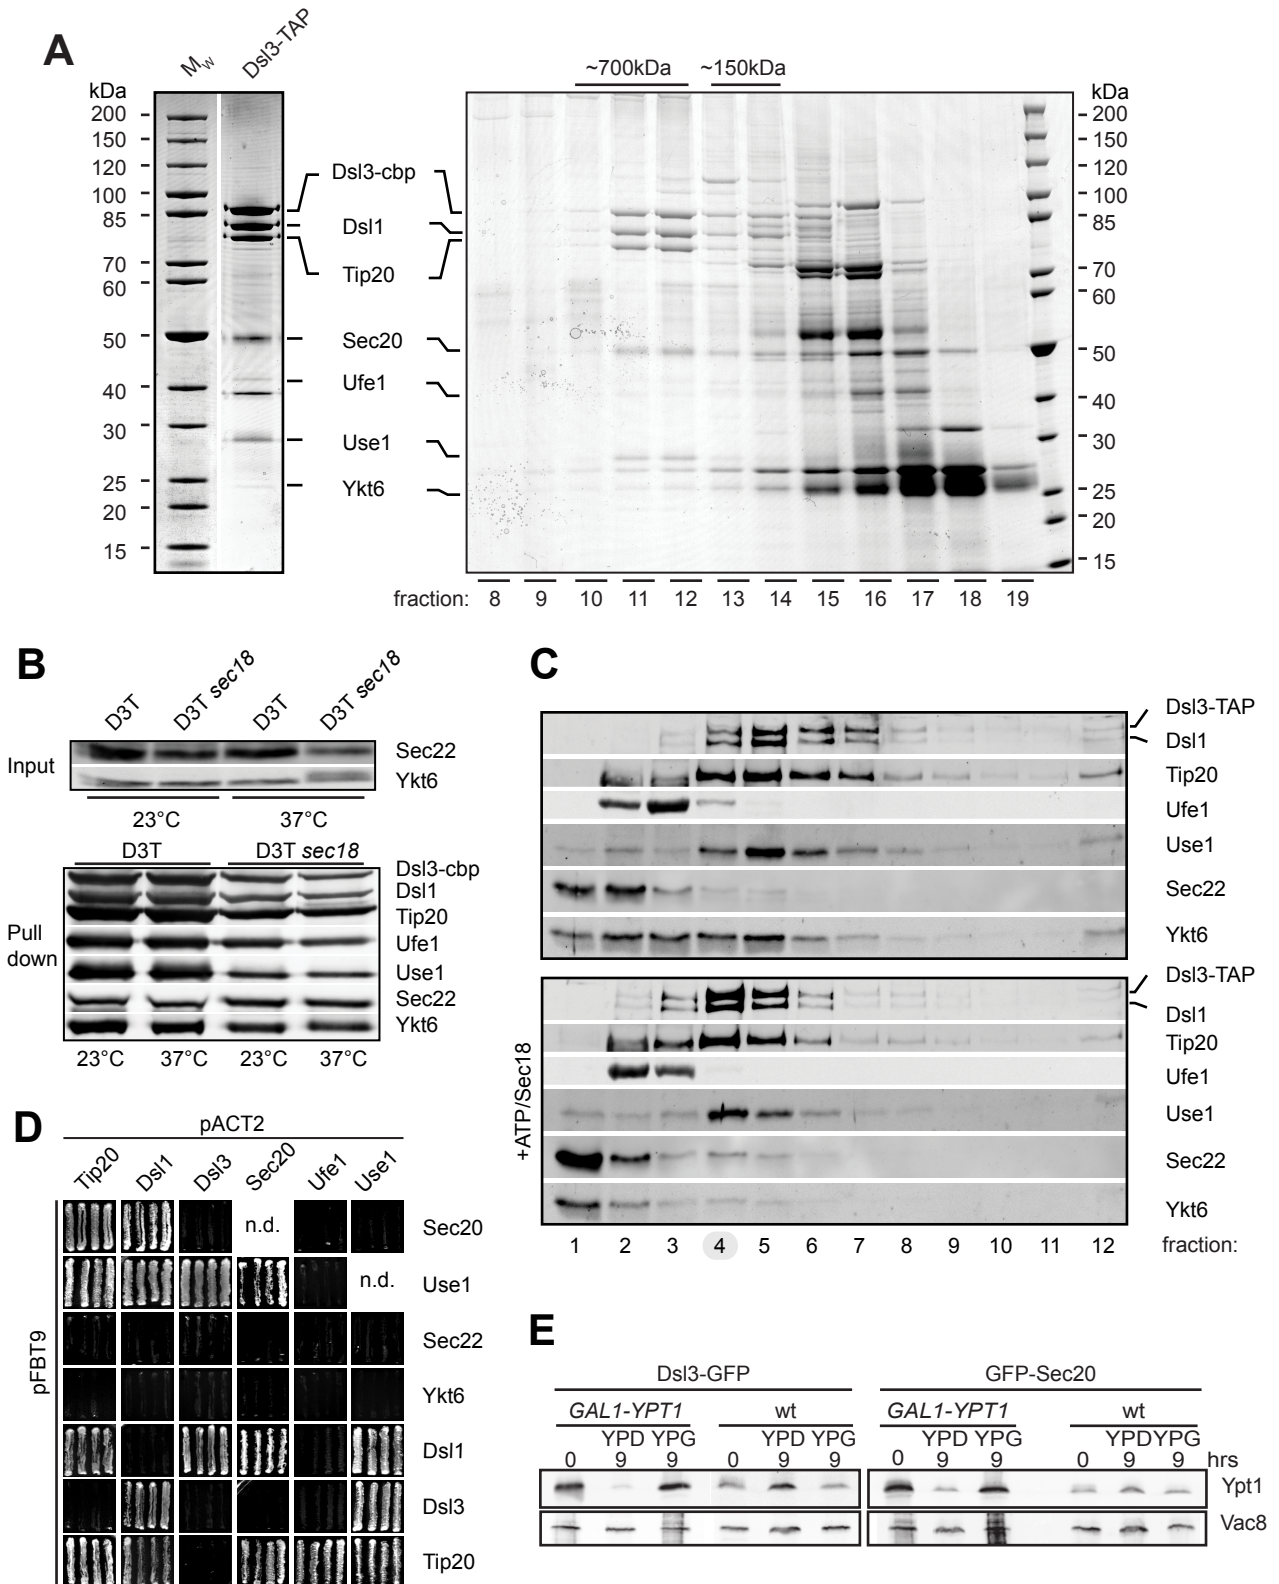 A
Mw
Dsl3-TAP
~700kDa
~150kDa
kDa
200
150
120
100
85
70
60
50
40
30
25
20
15
Dsl3-cbp
Dsl1
Tip20
Sec20
Ufe1
Use1
Ykt6
kDa
200
150
120
100
85
70
60
50
40
30
25
20
15
fraction: 8 9 10 11 12 13 14 15 16 17 18 19
B
D3T
D3T sec18
D3T
D3T sec18
Input
Sec22
Ykt6
23°C 37°C
D3T D3T sec18
Pull down
Dsl3-cbp
Dsl1
Tip20
Ufe1
Use1
Sec22
Ykt6
23°C 37°C 23°C 37°C
C
Dsl3-TAP
Dsl1
Tip20
Ufe1
Use1
Sec22
Ykt6
+ATP/Sec18
Dsl3-TAP
Dsl1
Tip20
Ufe1
Use1
Sec22
Ykt6
1 2 3 4 5 6 7 8 9 10 11 12 fraction:
D
pACT2
Tip20 Dsl1 Dsl3 Sec20 Ufe1 Use1
pFBT9
n.d. Sec20
n.d. Use1
Sec22
Ykt6
Dsl1
Dsl3
Tip20
E
Dsl3-GFP GFP-Sec20
GAL1-YPT1 wt GAL1-YPT1 wt
YPD YPG YPD YPG YPD YPG YPD YPG
0 9 9 0 9 9 0 9 9 0 9 9 hrs
Ypt1
Vac8